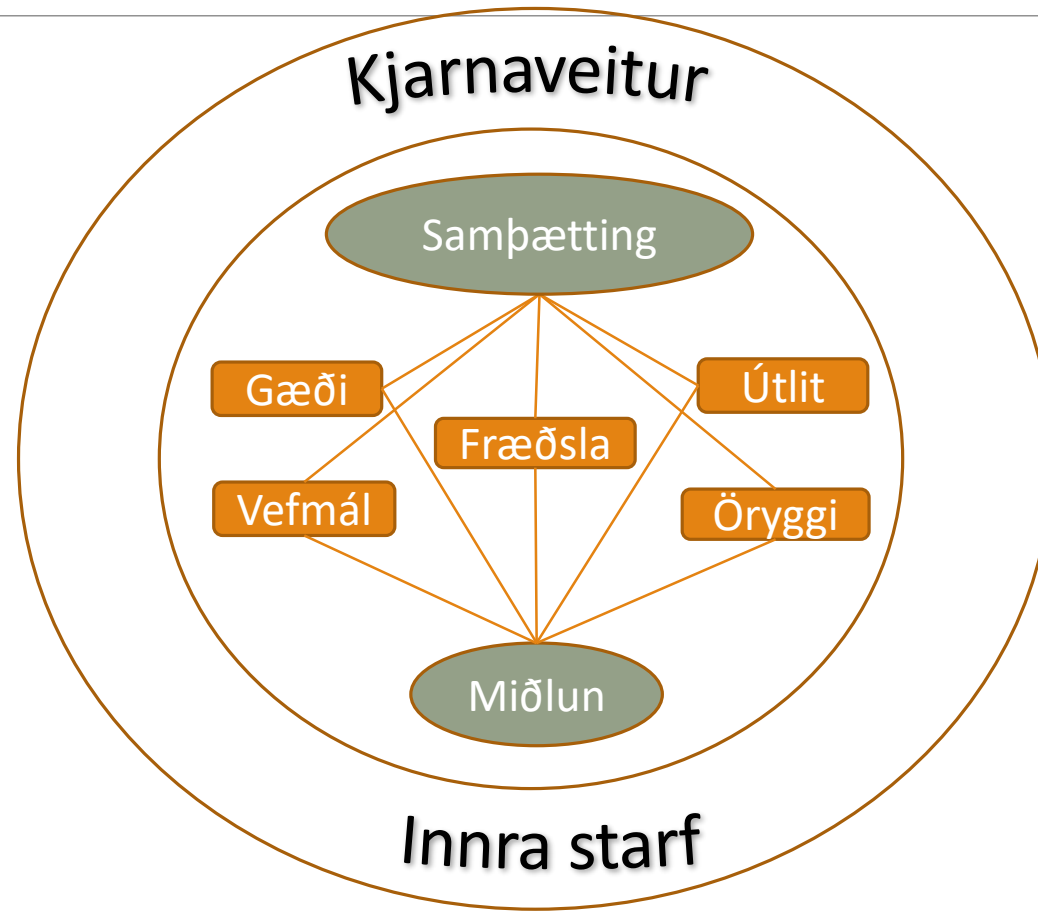 Kjarnaveitur
Samþætting
Gæði
Útlit
Fræðsla
Vefmál
Öryggi
Miðlun
Innra starf